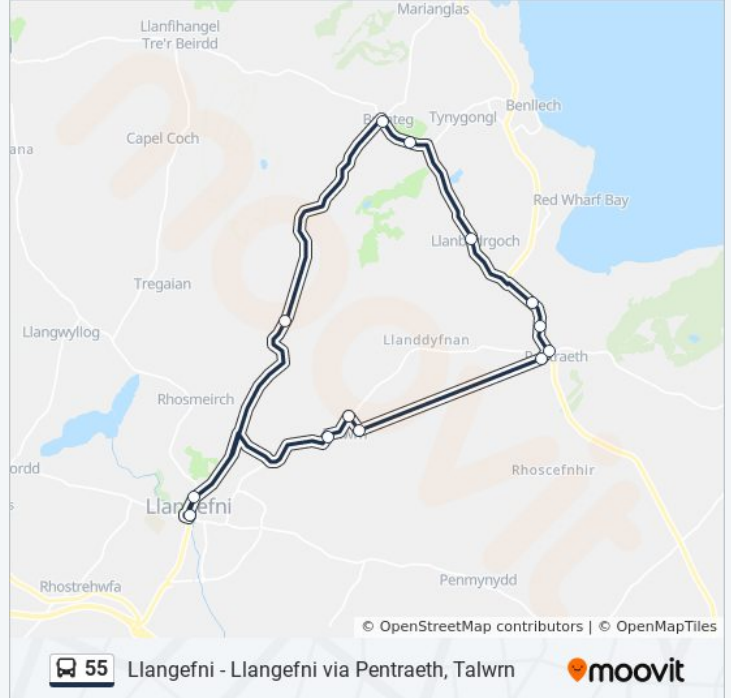 Marianglas
Llanfihangel
Tre'r Beirdd
Benllech
Tynygongl
Capel Coch
ana
Red Wharf Bay
Tregaian
Llangwyllog
Llanddyfnan
Rhosmeirch
ordd
Rhoscefnhir
Penmynydd
Rhostrehwfa
moovit
© OpenStreetMap contributors | © OpenMapTiles
55 Llangefni - Llangefni via Pentraeth, Talwrn
moovit